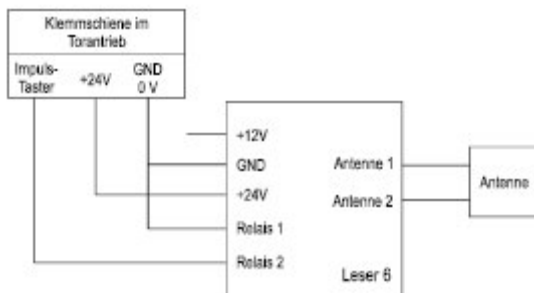 Klemmschiene im
Torantrieb
Impuls-
Taster
+24V
GND
0 V
+12V
GND
+24V
Relais 1
Relais 2
Antenne 1
Antenne 2
Leser 6
Antenne